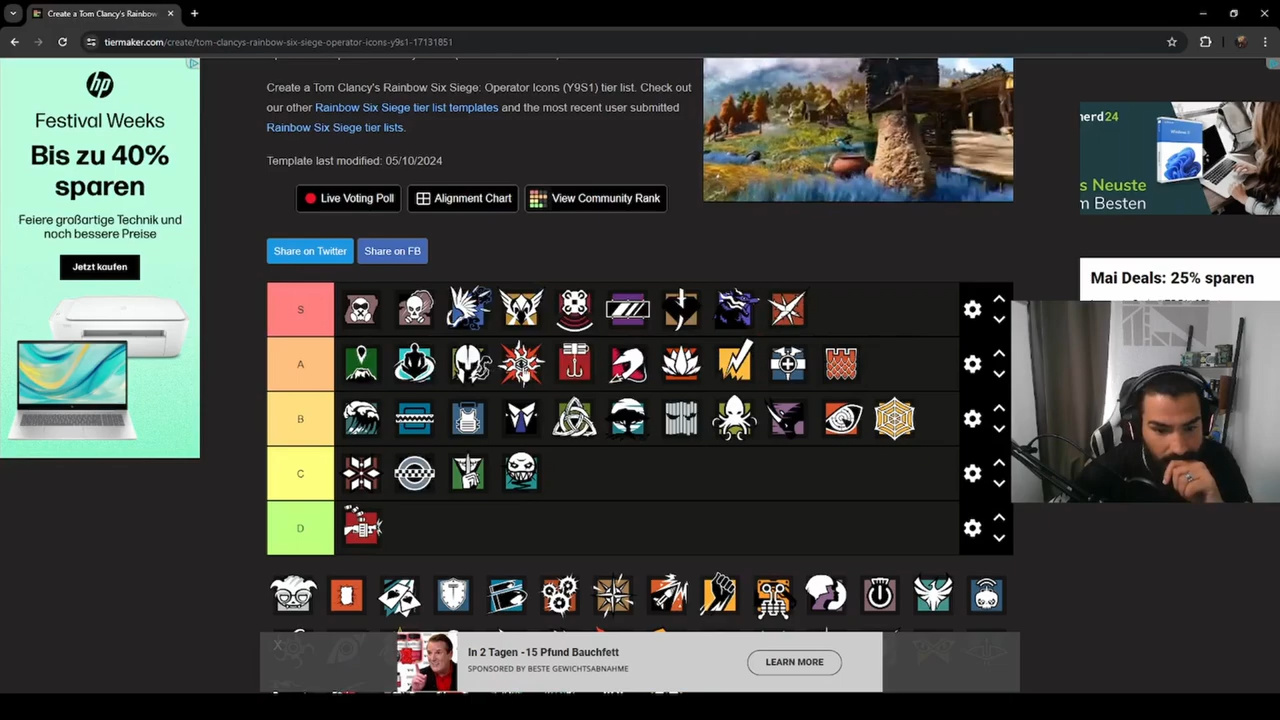 Create a Tom Clancy's Rainbow
tiermaker.com/create/tom-clancys-rainbow-six-siege-operator-icons-y9s1-17131851
hp
Festival Weeks
Bis zu 40%
sparen
Feiere großartige Technik und
noch bessere Preise
Jetzt kaufen
Create a Tom Clancy's Rainbow Six Siege: Operator Icons (Y9S1) tier list. Check out
our other Rainbow Six Siege tier list templates and the most recent user submitted
Rainbow Six Siege tier lists.
Template last modified: 05/10/2024
Live Voting Poll
Alignment Chart
View Community Rank
Share on Twitter
Share on FB
S
A
B
C
D
nerd24
s Neuste
m Besten
Mai Deals: 25% sparen
X
In 2 Tagen -15 Pfund Bauchfett
SPONSORED BY BESTE GEWICHTSABNAHME
LEARN MORE